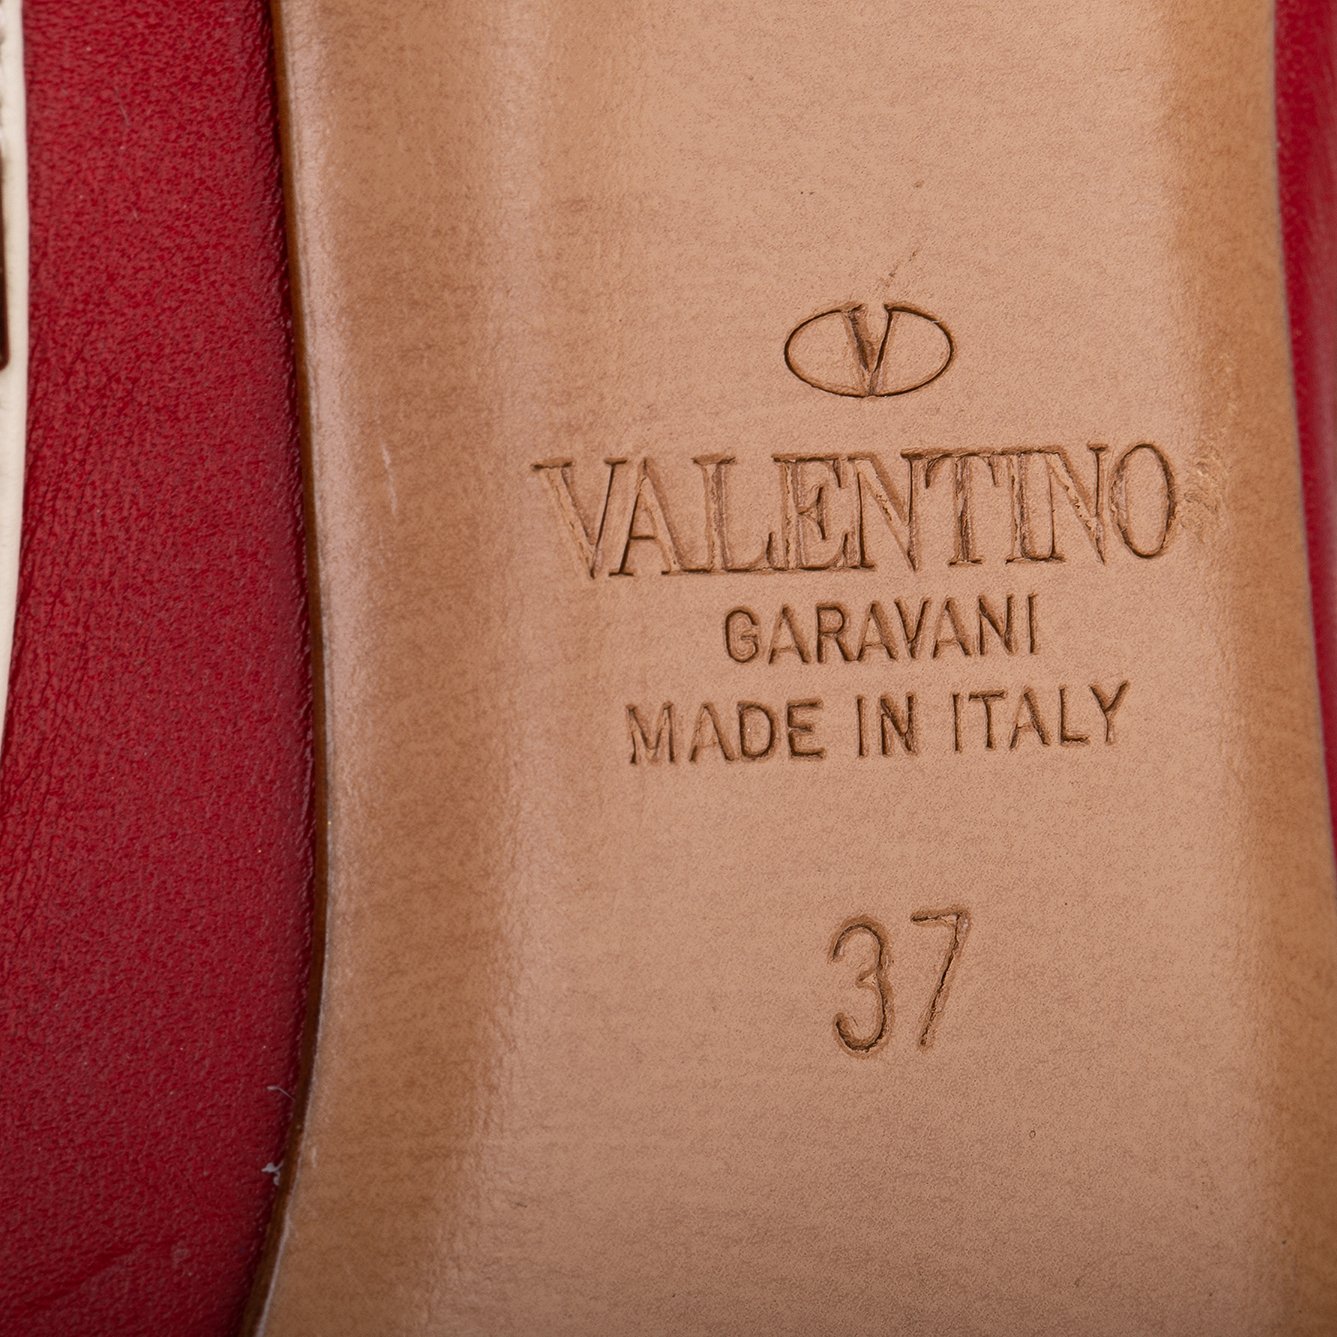 V
VALENTINO
GARAVANI
MADE IN ITALY
37